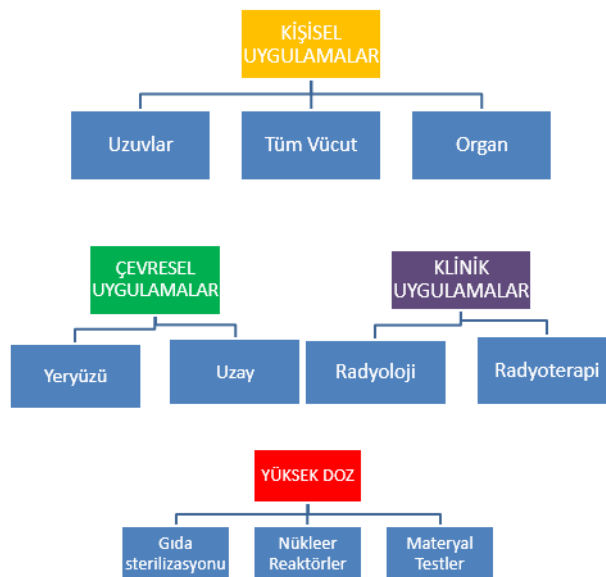 KİŞİSEL
UYGULAMALAR
Uzuvlar
Tüm Vücut
Organ
ÇEVRESEL
UYGULAMALAR
KLİNİK
UYGULAMALAR
Yeryüzü
Uzay
Radyoloji
Radyoterapi
YÜKSEK DOZ
Gıda
sterilizasyonu
Nükleer
Reaktörler
Materyal
Testler